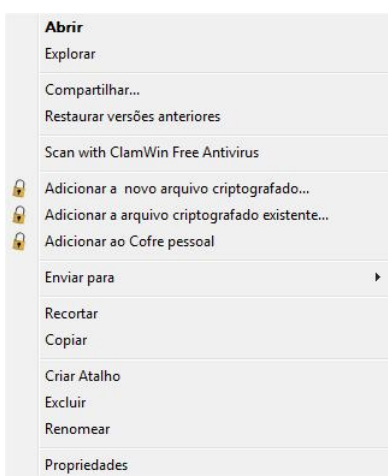 Abrir
Explorar
Compartilhar...
Restaurar versões anteriores
Scan with ClamWin Free Antivirus
Adicionar a novo arquivo criptografado...
Adicionar a arquivo criptografado existente...
Adicionar ao Cofre pessoal
Enviar para
Recortar
Copiar
Criar Atalho
Excluir
Renomear
Propriedades